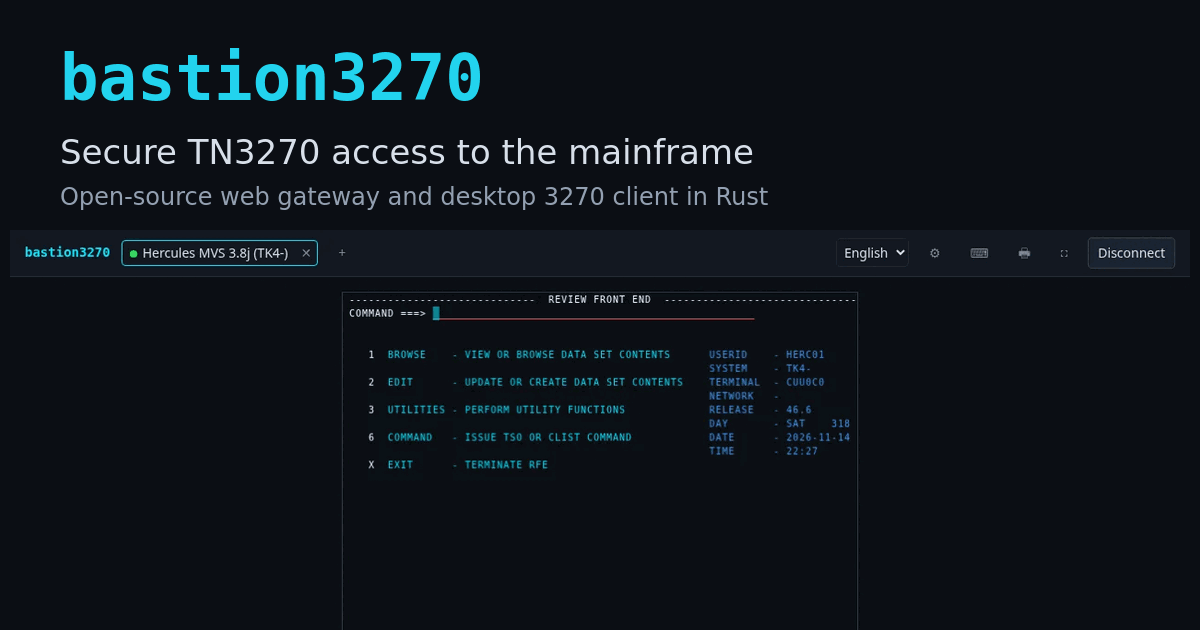 bastion3270
Secure TN3270 access to the mainframe
Open-source web gateway and desktop 3270 client in Rust
bastion3270 Hercules MVS 3.8j (TK4-) × + English Disconnect
----------------------------- REVIEW FRONT END ------------------------------
COMMAND ===>
1 BROWSE - VIEW OR BROWSE DATA SET CONTENTS USERID - HERC01
SYSTEM - TK4-
2 EDIT - UPDATE OR CREATE DATA SET CONTENTS TERMINAL - CUU0C0
NETWORK -
3 UTILITIES - PERFORM UTILITY FUNCTIONS RELEASE - 46.6
DAY - SAT 318
6 COMMAND - ISSUE TSO OR CLIST COMMAND DATE - 2026-11-14
TIME - 22:27
X EXIT - TERMINATE RFE